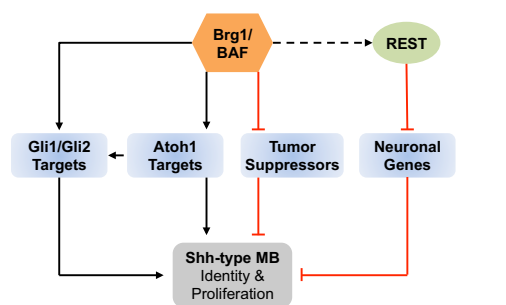 Brg1/
BAF
REST
Gli1/Gli2
Targets
Atoh1
Targets
Tumor
Suppressors
Neuronal
Genes
Shh-type MB
Identity &
Proliferation